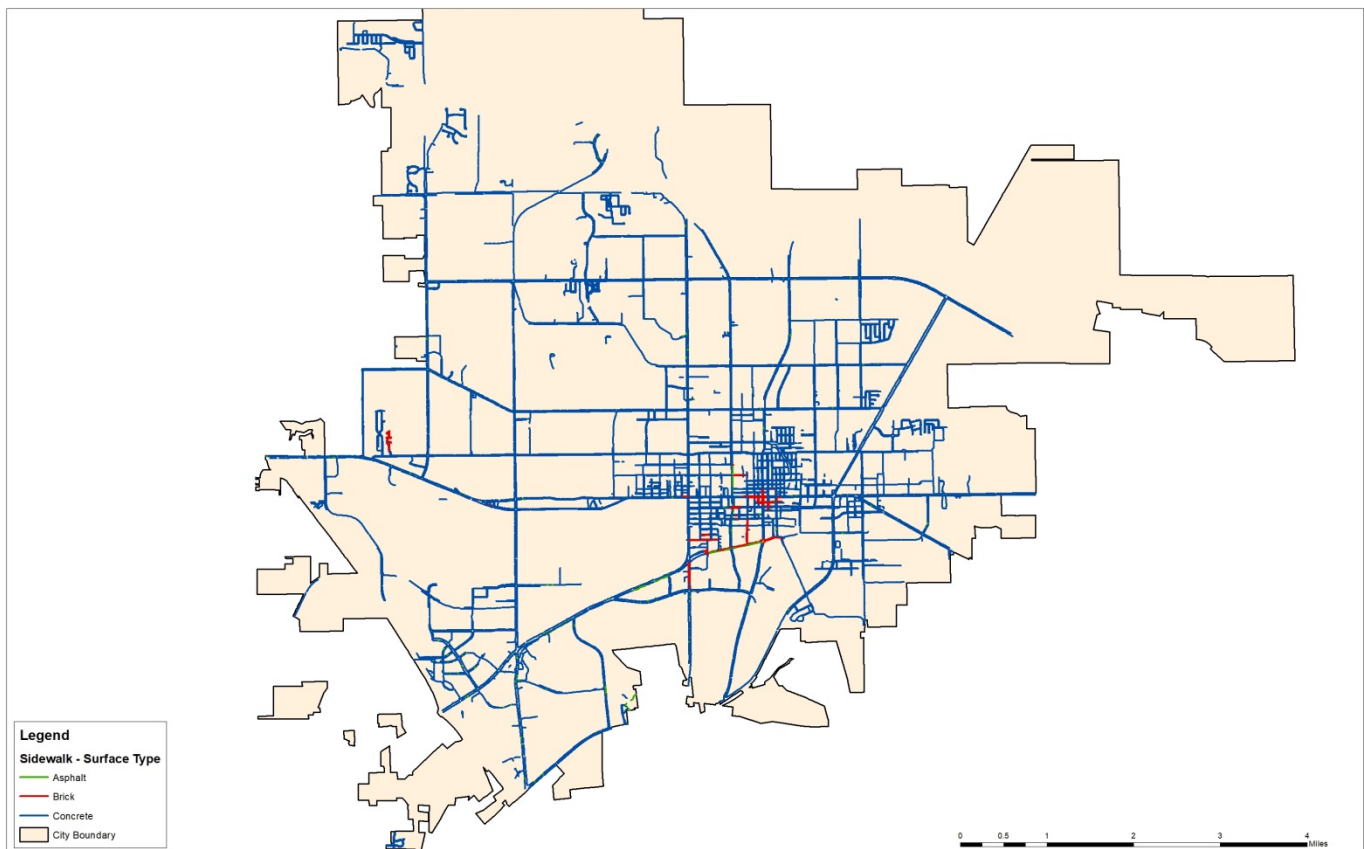 Legend
Sidewalk - Surface Type
Asphalt
Brick
Concrete
City Boundary
0 0.5 1 2 3 4
Miles